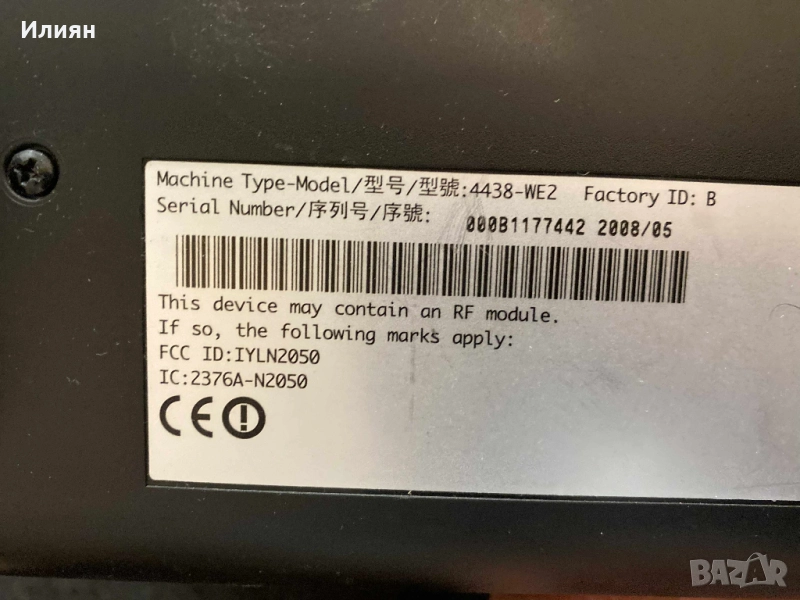 Илиян
Machine Type-Model/型号/型號:4438-WE2 Factory ID: B
Serial Number/序列号/序號: 000B1177442 2008/05
This device may contain an RF module.
If so, the following marks apply:
FCC ID:IYLN2050
IC:2376A-N2050
CE
BAZAR